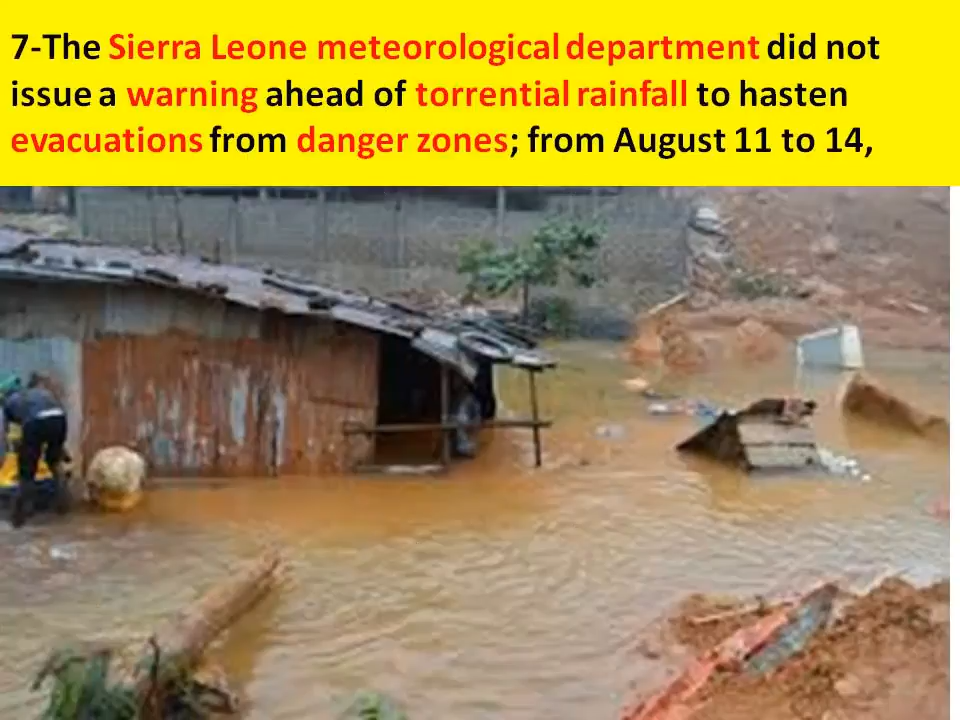 7-The Sierra Leone meteorological department did not
issue a warning ahead of torrential rainfall to hasten
evacuations from danger zones; from August 11 to 14,